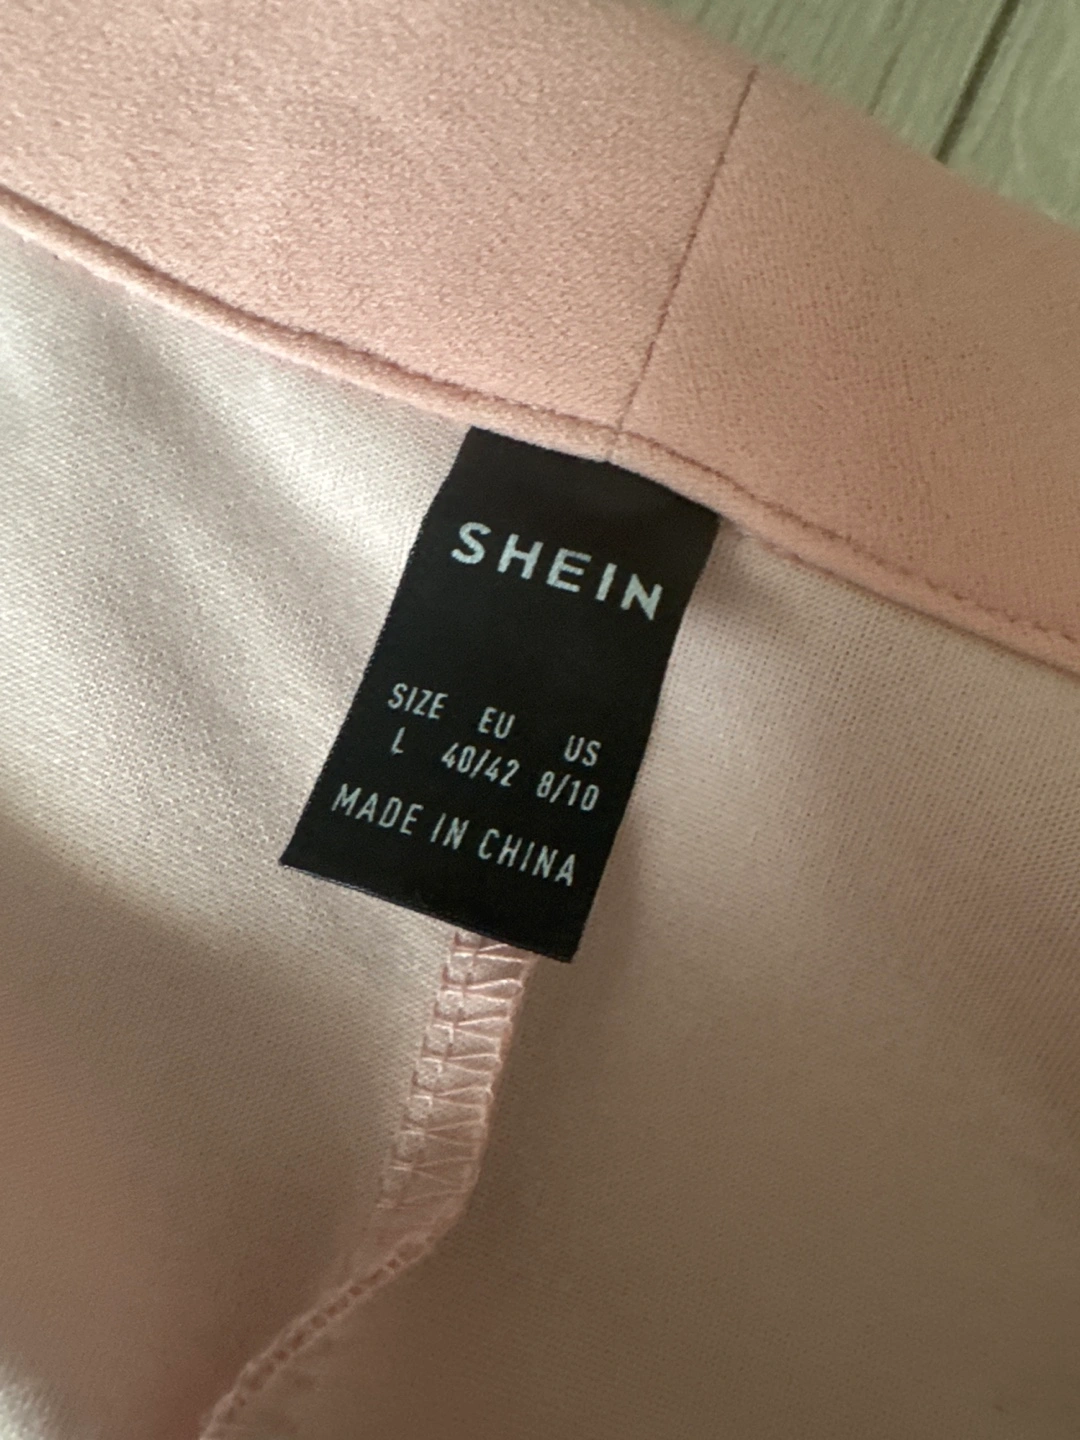 SHEIN
SIZE EU US
L 40/42 8/10
MADE IN CHINA